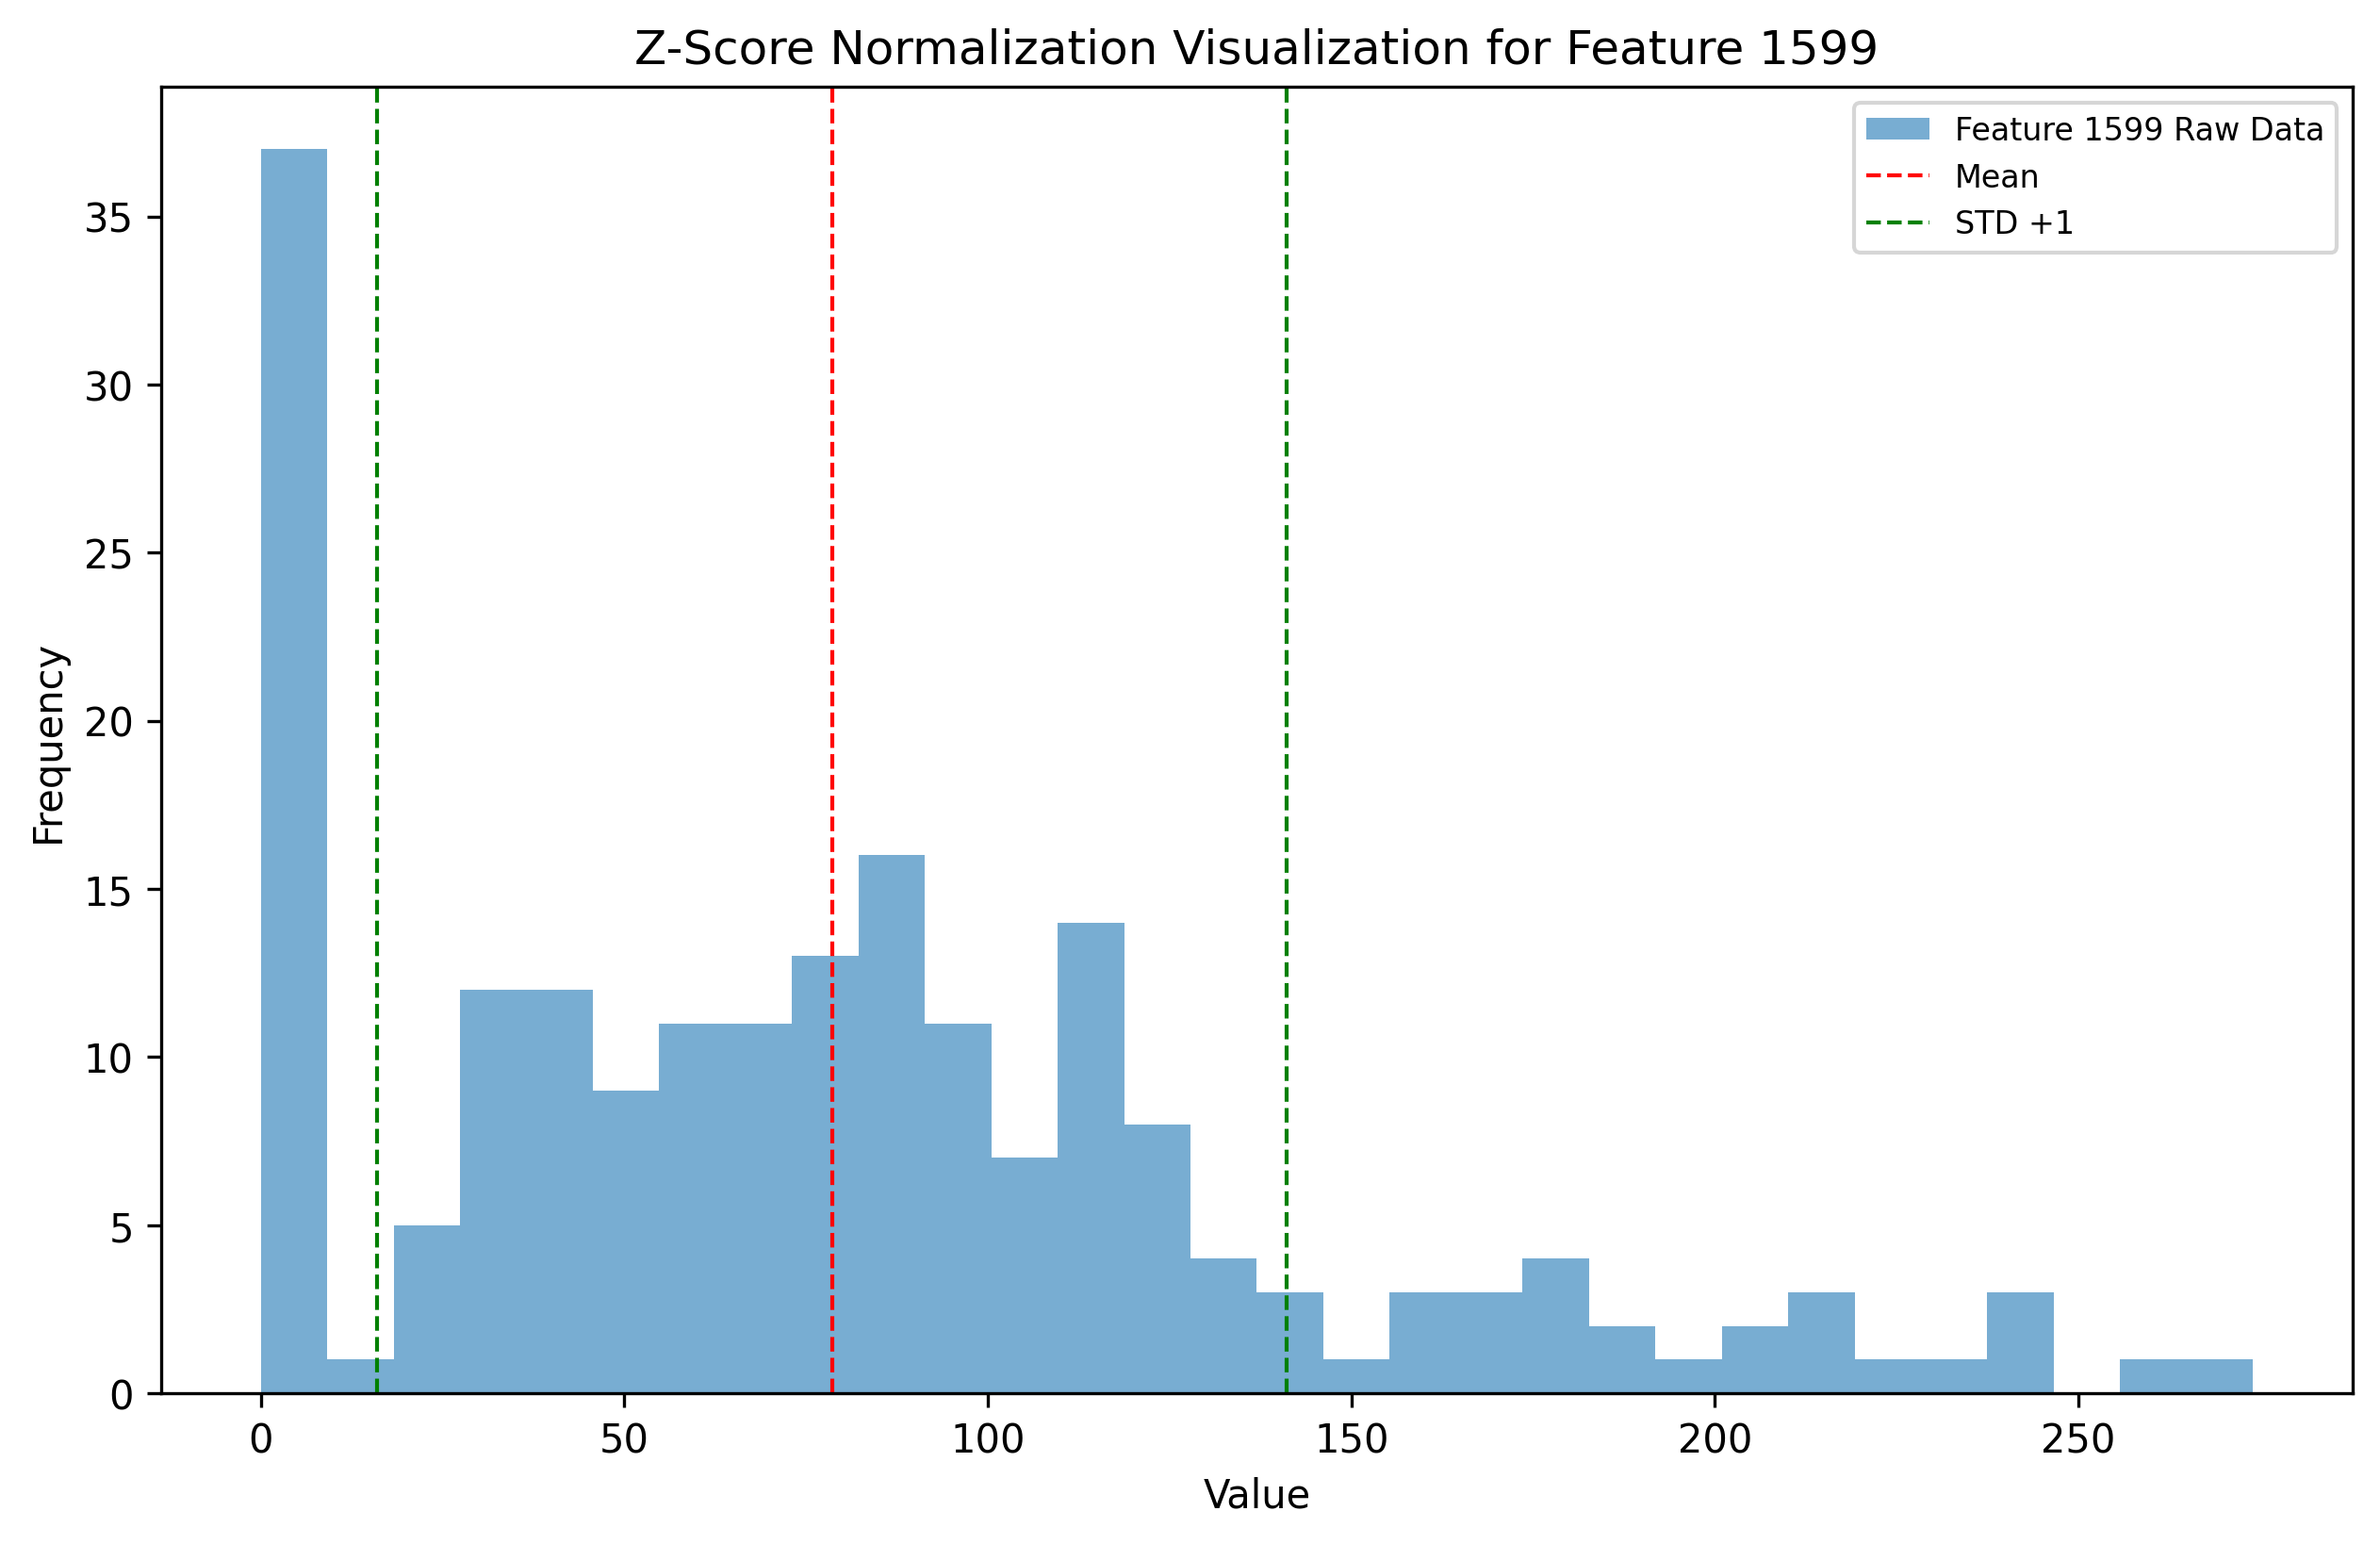 Z-Score Normalization Visualization for Feature 1599
Feature 1599 Raw Data
Mean
STD +1
35
30
25
20
15
10
5
0
Frequency
0 50 100 150 200 250
Value